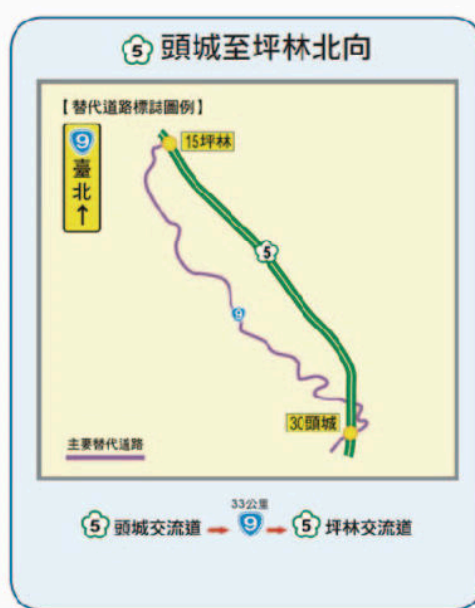 5 頭城至坪林北向
【替代道路標誌圖例】
9
臺北
↑
15坪林
5
9
30頭城
主要替代道路
33公里
5 頭城交流道 → 9 → 5 坪林交流道